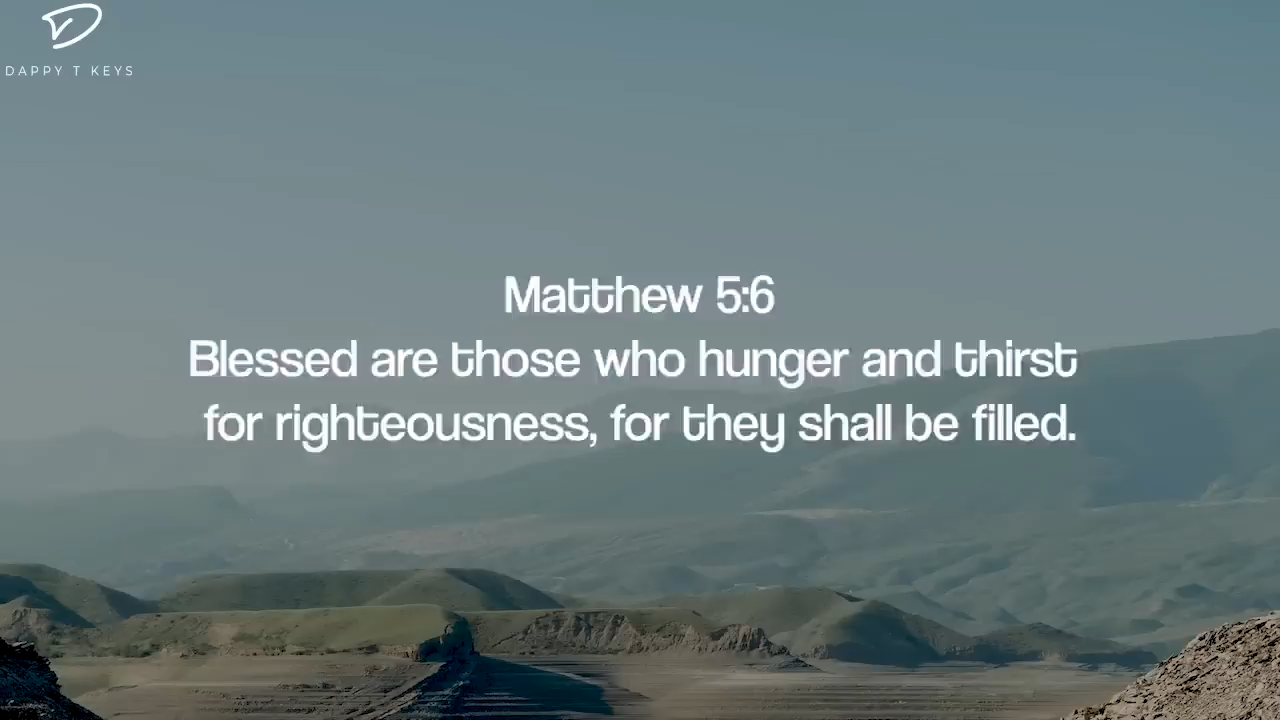 DAPPY T KEYS
Matthew 5:6
Blessed are those who hunger and thirst
for righteousness, for they shall be filled.